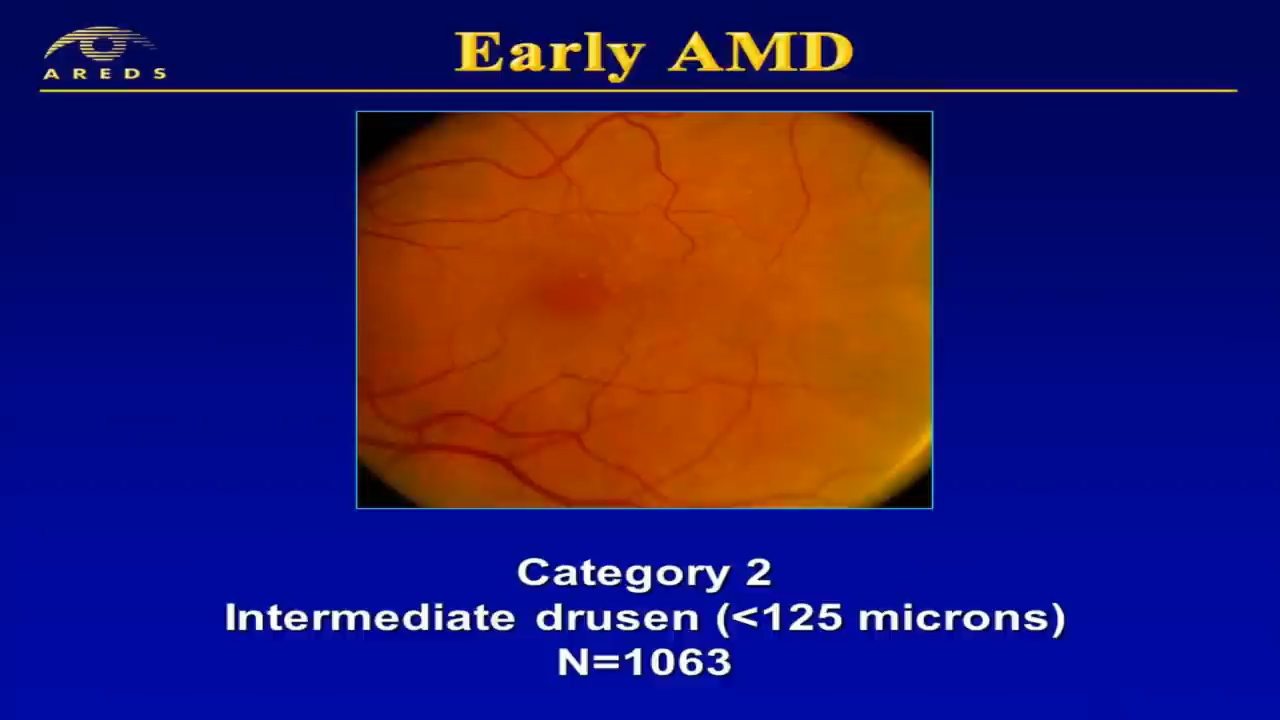 AREDS
Early AMD
Category 2
Intermediate drusen (<125 microns)
N=1063